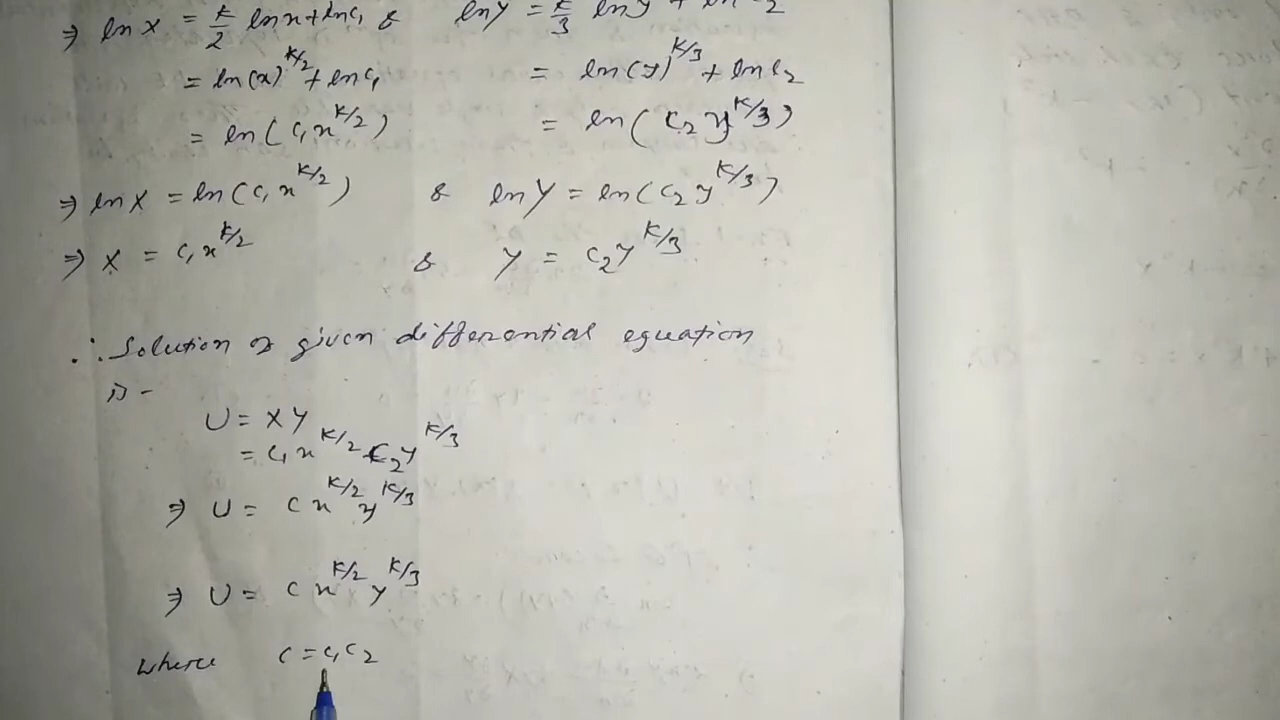 ⇒ ln X = K/2 ln x + ln c₁ & ln Y = K/3 ln y + ln c₂
= ln(x)^{K/2} + ln c₁ = ln(y)^{K/3} + ln c₂
= ln(c₁x^{K/2}) = ln(c₂y^{K/3})
⇒ ln X = ln(c₁x^{K/2}) & ln Y = ln(c₂y^{K/3})
⇒ X = c₁x^{K/2} & Y = c₂y^{K/3}
∴ Solution of given differential equation
is -
U = XY
= c₁x^{K/2} . c₂y^{K/3}
⇒ U = c x^{K/2} y^{K/3}
⇒ U = c x^{K/2} y^{K/3}
where c = c₁c₂